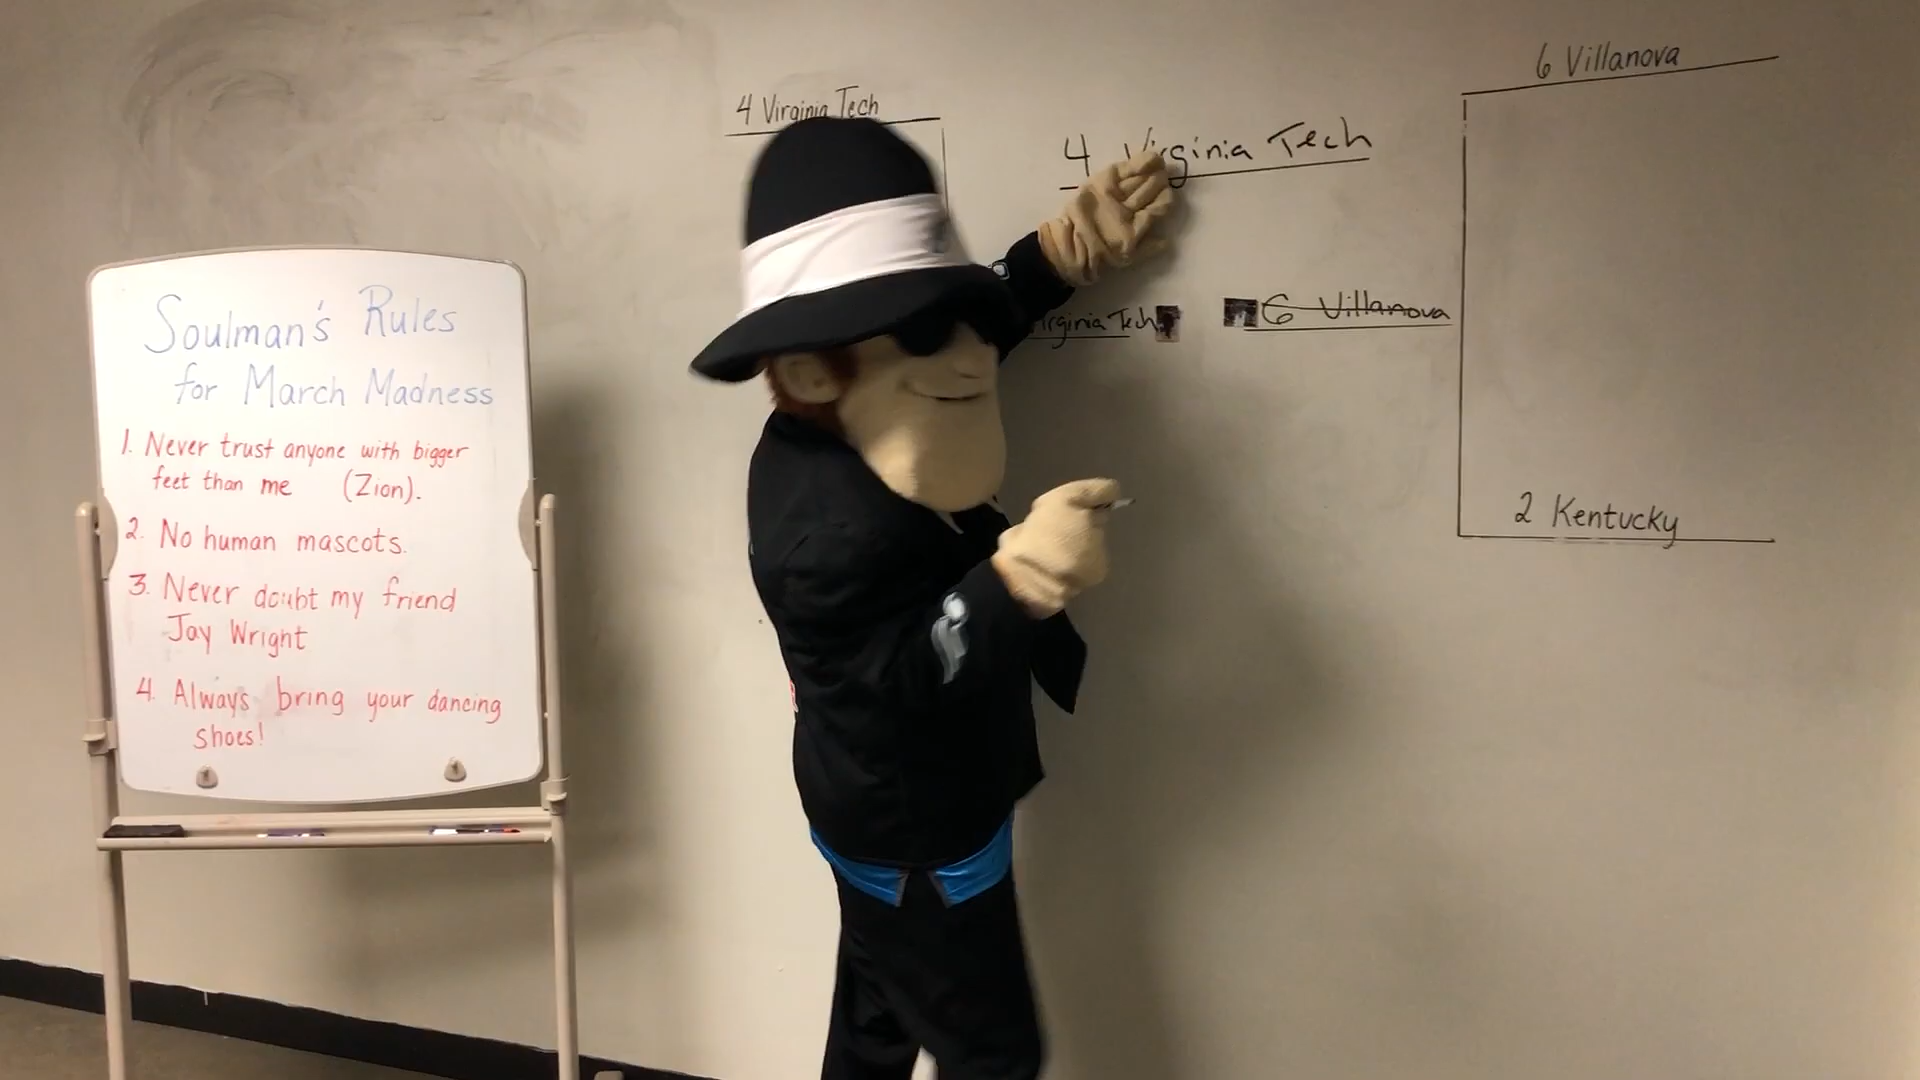 Soulman's Rules
for March Madness
1. Never trust anyone with bigger
feet than me (Zion).
2. No human mascots.
3. Never doubt my friend
Jay Wright
4. Always bring your dancing
shoes!
4 Virginia Tech
4 Virginia Tech
Virginia Tech
6 Villanova
6 Villanova
2 Kentucky